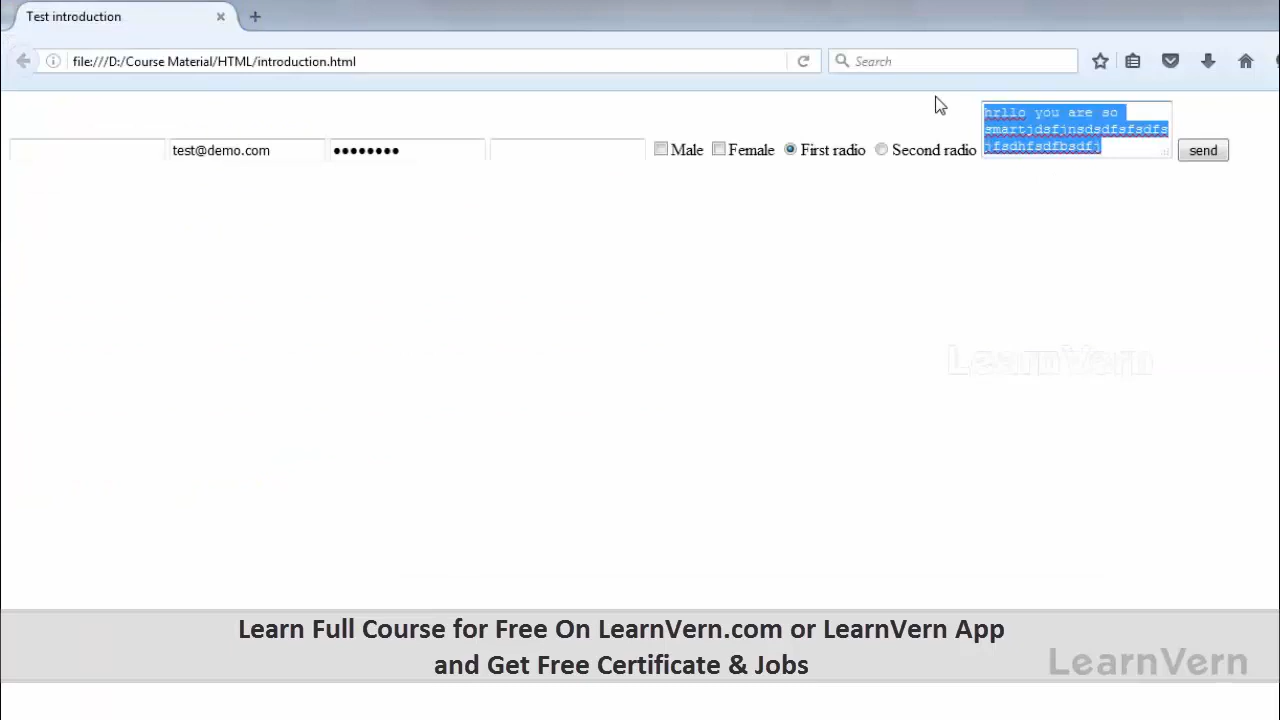 Test introduction
file:///D:/Course Material/HTML/introduction.html
Search
hrllo you are so
smartjdsfjnsdsdfsfsdfs
jfsdhfsdfbsdfj
test@demo.com
Male Female First radio Second radio
send
LearnVern
Learn Full Course for Free On LearnVern.com or LearnVern App
and Get Free Certificate & Jobs
LearnVern